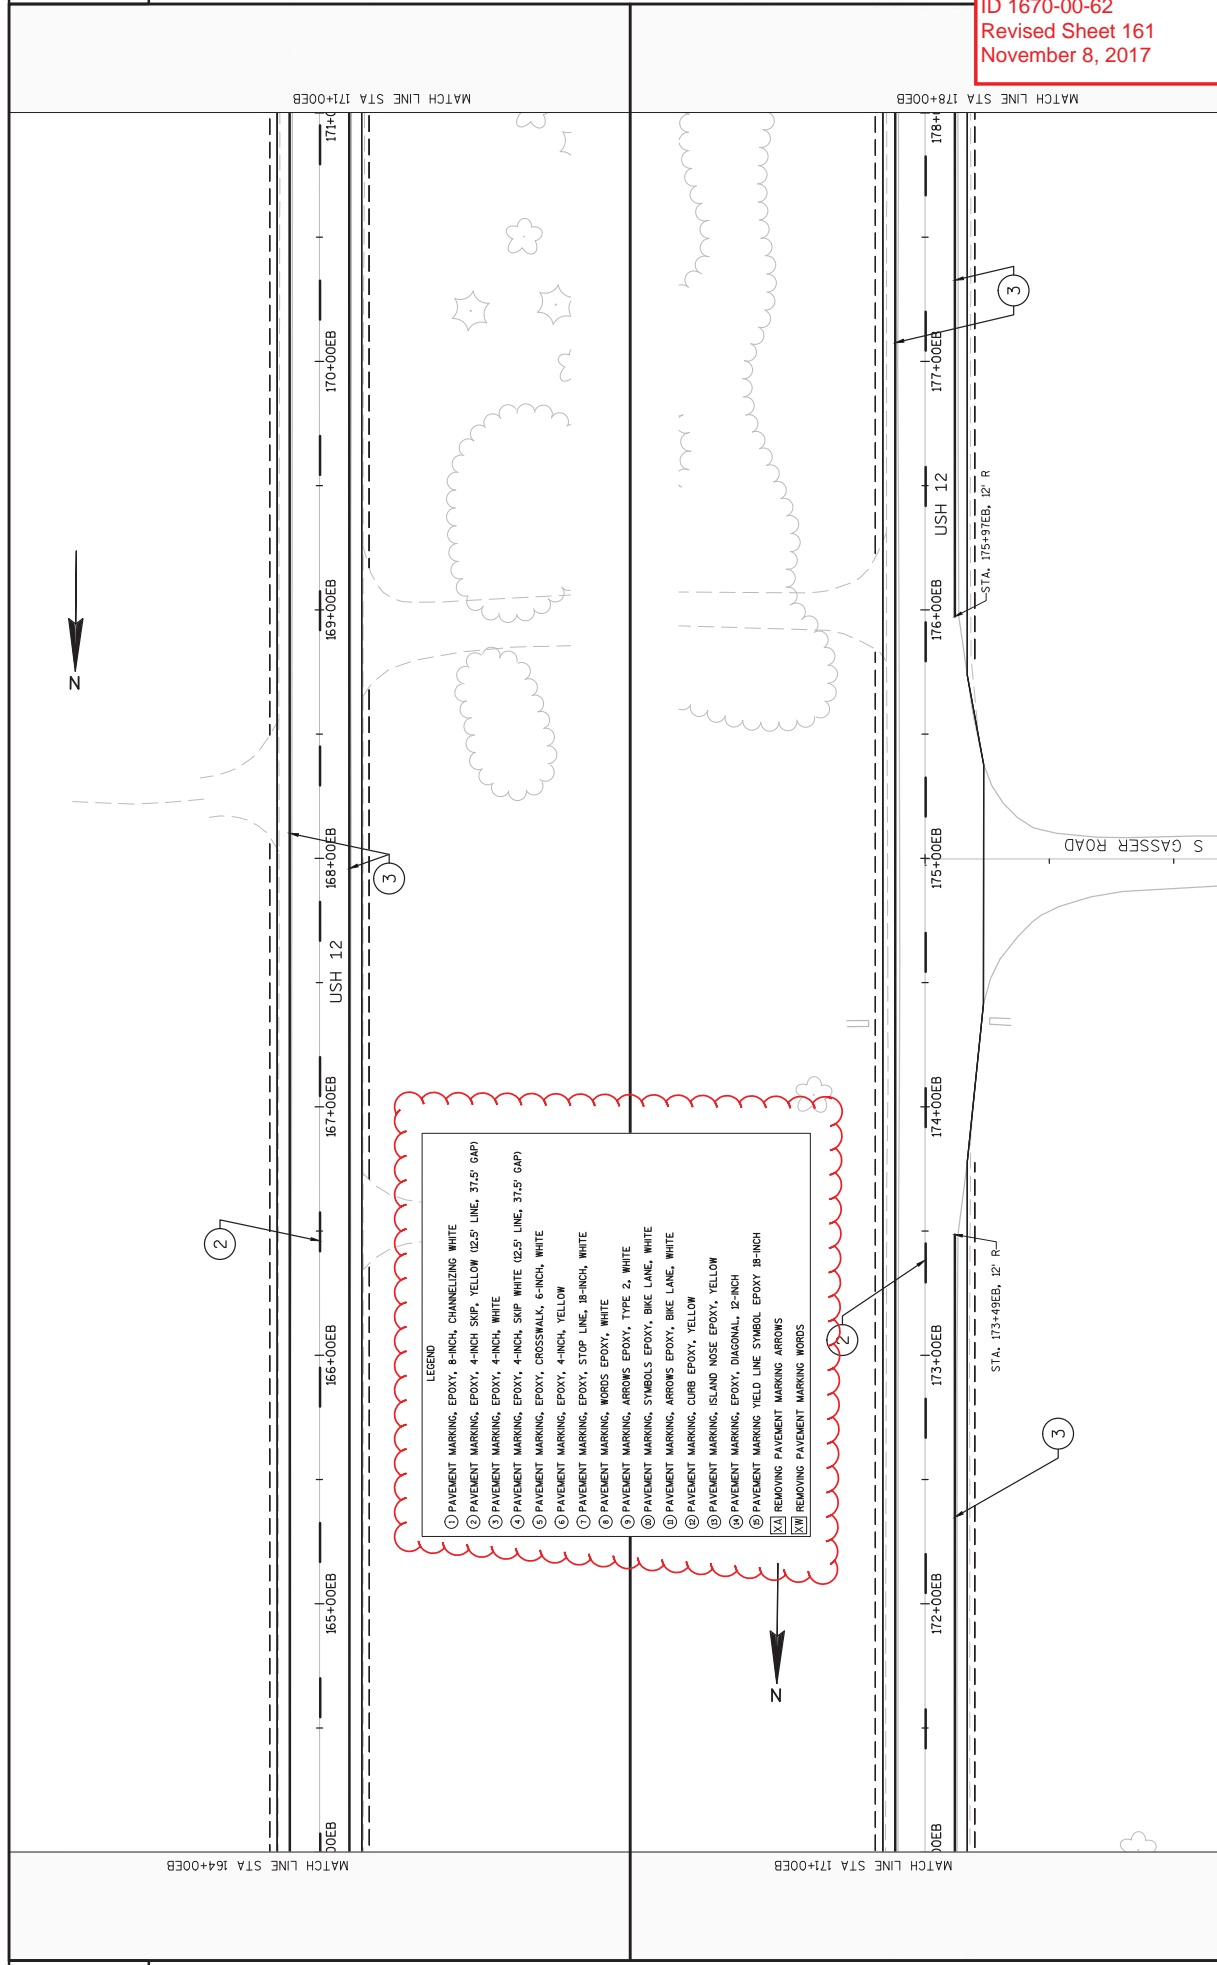 ID 1670-00-62
Revised Sheet 161
November 8, 2017
MATCH LINE STA 164+00EB
00EB
165+00EB
166+00EB
167+00EB
168+00EB
169+00EB
170+00EB
171+0
MATCH LINE STA 171+00EB
USH 12
N
2
3
LEGEND
1 PAVEMENT MARKING, EPOXY, 8-INCH, CHANNELIZING WHITE
2 PAVEMENT MARKING, EPOXY, 4-INCH SKIP, YELLOW (12.5' LINE, 37.5' GAP)
3 PAVEMENT MARKING, EPOXY, 4-INCH, WHITE
4 PAVEMENT MARKING, EPOXY, 4-INCH, SKIP WHITE (12.5' LINE, 37.5' GAP)
5 PAVEMENT MARKING, EPOXY, CROSSWALK, 6-INCH, WHITE
6 PAVEMENT MARKING, EPOXY, 4-INCH, YELLOW
7 PAVEMENT MARKING, EPOXY, STOP LINE, 18-INCH, WHITE
8 PAVEMENT MARKING, WORDS EPOXY, WHITE
9 PAVEMENT MARKING, ARROWS EPOXY, TYPE 2, WHITE
10 PAVEMENT MARKING, SYMBOLS EPOXY, BIKE LANE, WHITE
11 PAVEMENT MARKING, ARROWS EPOXY, BIKE LANE, WHITE
12 PAVEMENT MARKING, CURB EPOXY, YELLOW
13 PAVEMENT MARKING, ISLAND NOSE EPOXY, YELLOW
14 PAVEMENT MARKING, EPOXY, DIAGONAL, 12-INCH
15 PAVEMENT MARKING YIELD LINE SYMBOL EPOXY 18-INCH
XA REMOVING PAVEMENT MARKING ARROWS
XW REMOVING PAVEMENT MARKING WORDS
MATCH LINE STA 171+00EB
00EB
172+00EB
173+00EB
174+00EB
175+00EB
176+00EB
177+00EB
178+0
MATCH LINE STA 178+00EB
USH 12
N
2
3
3
STA. 173+49EB, 12' R
STA. 175+97EB, 12' R
S GASSER ROAD